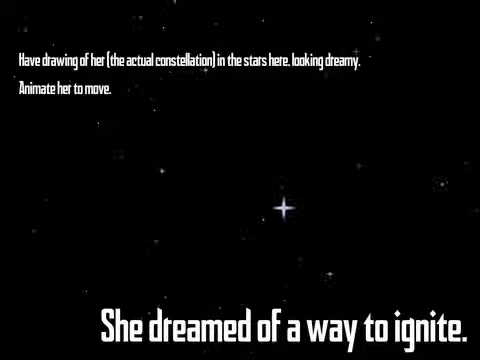 Have drawing of her (the actual constellation) in the stars here. looking dreamy.
Animate her to move.
She dreamed of a way to ignite.